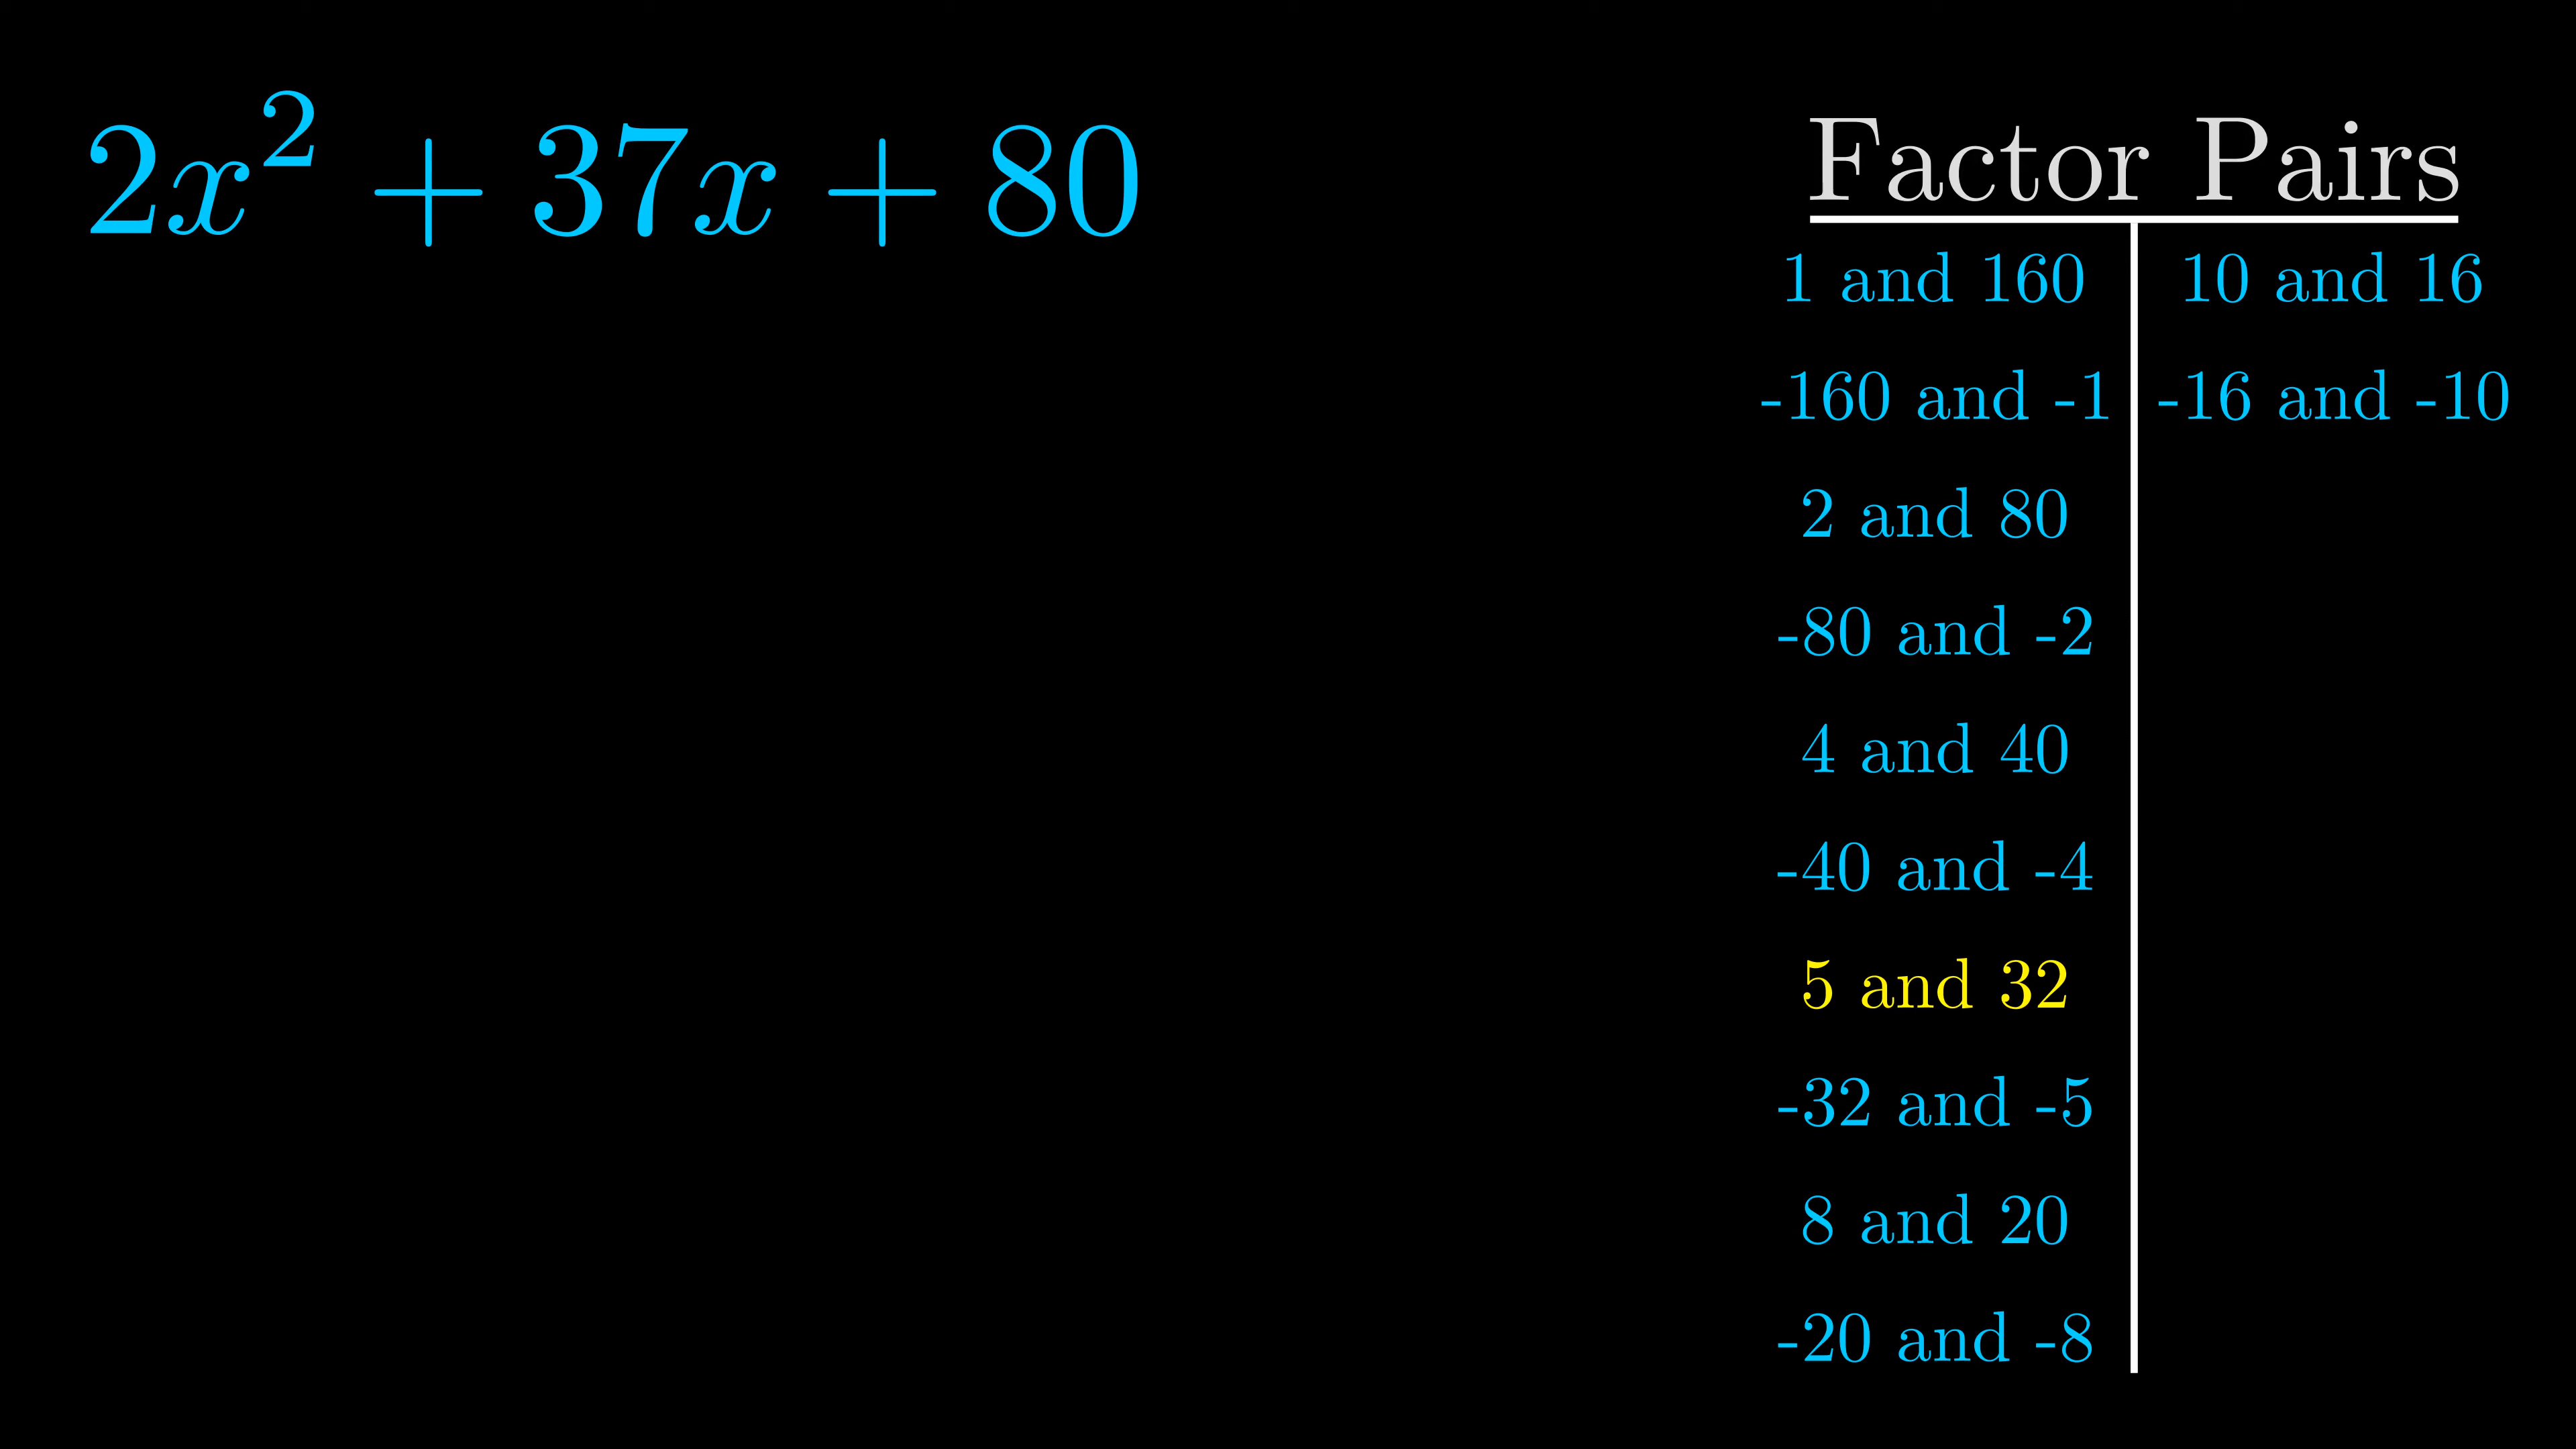 2x² + 37x + 80
Factor Pairs
1 and 160
-160 and -1
2 and 80
-80 and -2
4 and 40
-40 and -4
5 and 32
-32 and -5
8 and 20
-20 and -8
10 and 16
-16 and -10